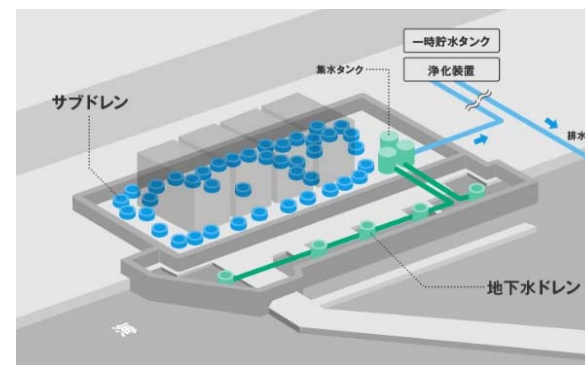 一時貯水タンク
集水タンク
浄化装置
サブドレン
排水
地下水ドレン
海